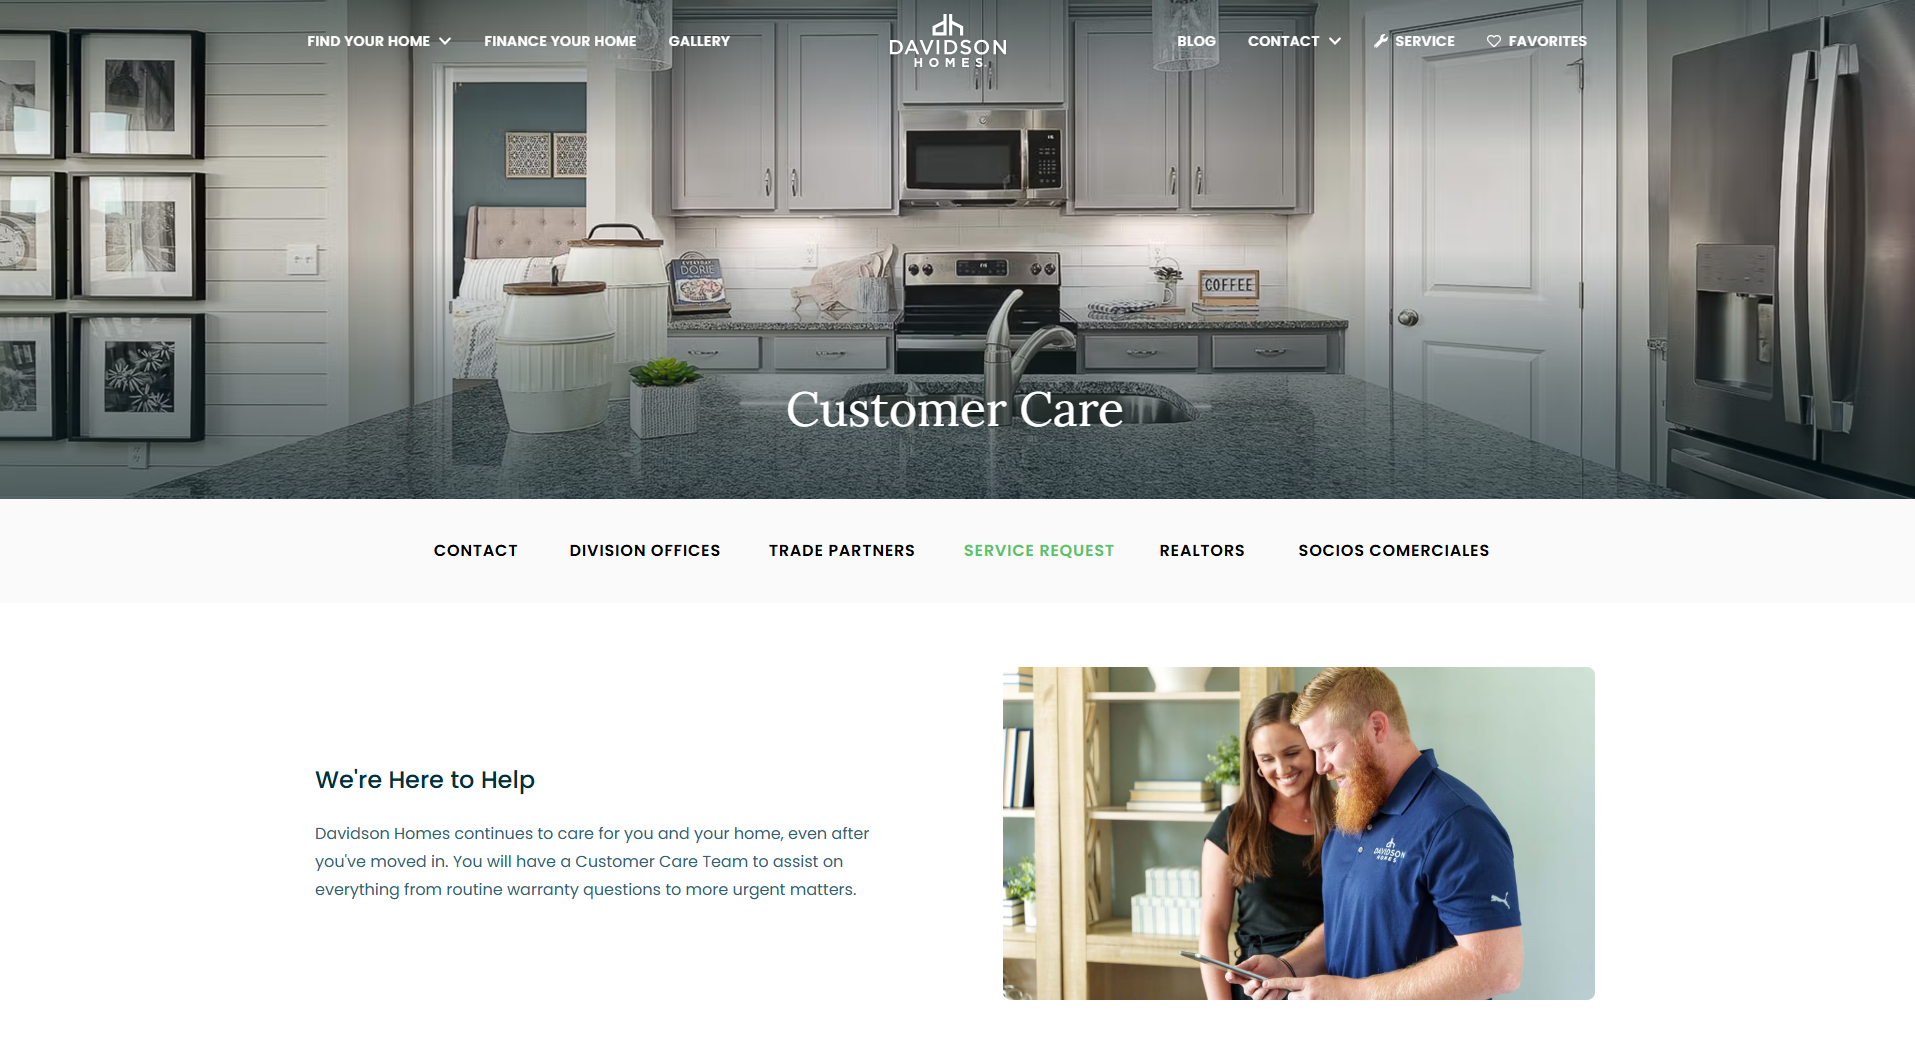 FIND YOUR HOME
FINANCE YOUR HOME
GALLERY
DAVIDSON
HOMES
BLOG
CONTACT
SERVICE
FAVORITES
EVERYDAY
DORIE
COFFEE
Customer Care
CONTACT
DIVISION OFFICES
TRADE PARTNERS
SERVICE REQUEST
REALTORS
SOCIOS COMERCIALES
We're Here to Help
Davidson Homes continues to care for you and your home, even after
you've moved in. You will have a Customer Care Team to assist on
everything from routine warranty questions to more urgent matters.
DAVIDSON
HOMES